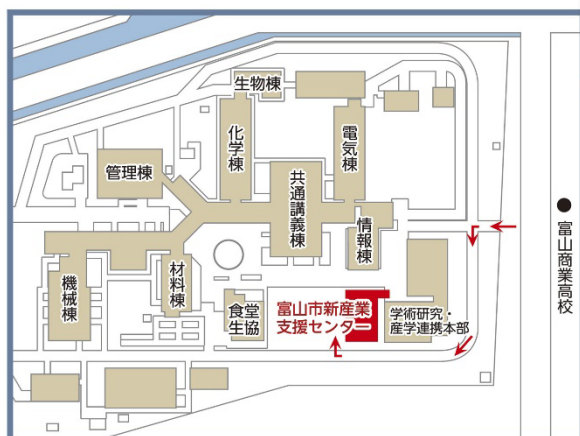 生物棟
化学棟
電気棟
管理棟
共通講義棟
情報棟
富山商業高校
機械棟
材料棟
食堂
生協
富山市新産業
支援センター
学術研究・
産学連携本部